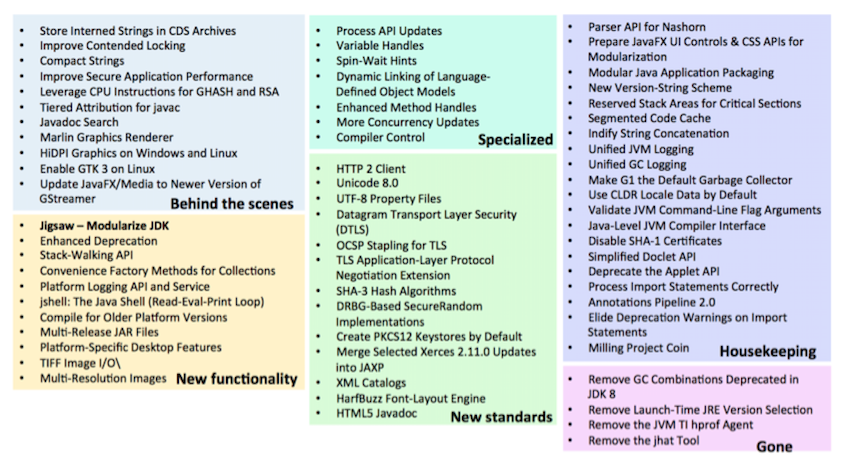 • Store Interned Strings in CDS Archives
• Improve Contended Locking
• Compact Strings
• Improve Secure Application Performance
• Leverage CPU Instructions for GHASH and RSA
• Tiered Attribution for javac
• Javadoc Search
• Marlin Graphics Renderer
• HiDPI Graphics on Windows and Linux
• Enable GTK 3 on Linux
• Update JavaFX/Media to Newer Version of
GStreamer
Behind the scenes
• Jigsaw – Modularize JDK
• Enhanced Deprecation
• Stack-Walking API
• Convenience Factory Methods for Collections
• Platform Logging API and Service
• jshell: The Java Shell (Read-Eval-Print Loop)
• Compile for Older Platform Versions
• Multi-Release JAR Files
• Platform-Specific Desktop Features
• TIFF Image I/O\
• Multi-Resolution Images
New functionality
• Process API Updates
• Variable Handles
• Spin-Wait Hints
• Dynamic Linking of Language-
Defined Object Models
• Enhanced Method Handles
• More Concurrency Updates
• Compiler Control
Specialized
• HTTP 2 Client
• Unicode 8.0
• UTF-8 Property Files
• Datagram Transport Layer Security
(DTLS)
• OCSP Stapling for TLS
• TLS Application-Layer Protocol
Negotiation Extension
• SHA-3 Hash Algorithms
• DRBG-Based SecureRandom
Implementations
• Create PKCS12 Keystores by Default
• Merge Selected Xerces 2.11.0 Updates
into JAXP
• XML Catalogs
• HarfBuzz Font-Layout Engine
• HTML5 Javadoc
New standards
• Parser API for Nashorn
• Prepare JavaFX UI Controls & CSS APIs for
Modularization
• Modular Java Application Packaging
• New Version-String Scheme
• Reserved Stack Areas for Critical Sections
• Segmented Code Cache
• Indify String Concatenation
• Unified JVM Logging
• Unified GC Logging
• Make G1 the Default Garbage Collector
• Use CLDR Locale Data by Default
• Validate JVM Command-Line Flag Arguments
• Java-Level JVM Compiler Interface
• Disable SHA-1 Certificates
• Simplified Doclet API
• Deprecate the Applet API
• Process Import Statements Correctly
• Annotations Pipeline 2.0
• Elide Deprecation Warnings on Import
Statements
• Milling Project Coin
Housekeeping
• Remove GC Combinations Deprecated in
JDK 8
• Remove Launch-Time JRE Version Selection
• Remove the JVM TI hprof Agent
• Remove the jhat Tool
Gone